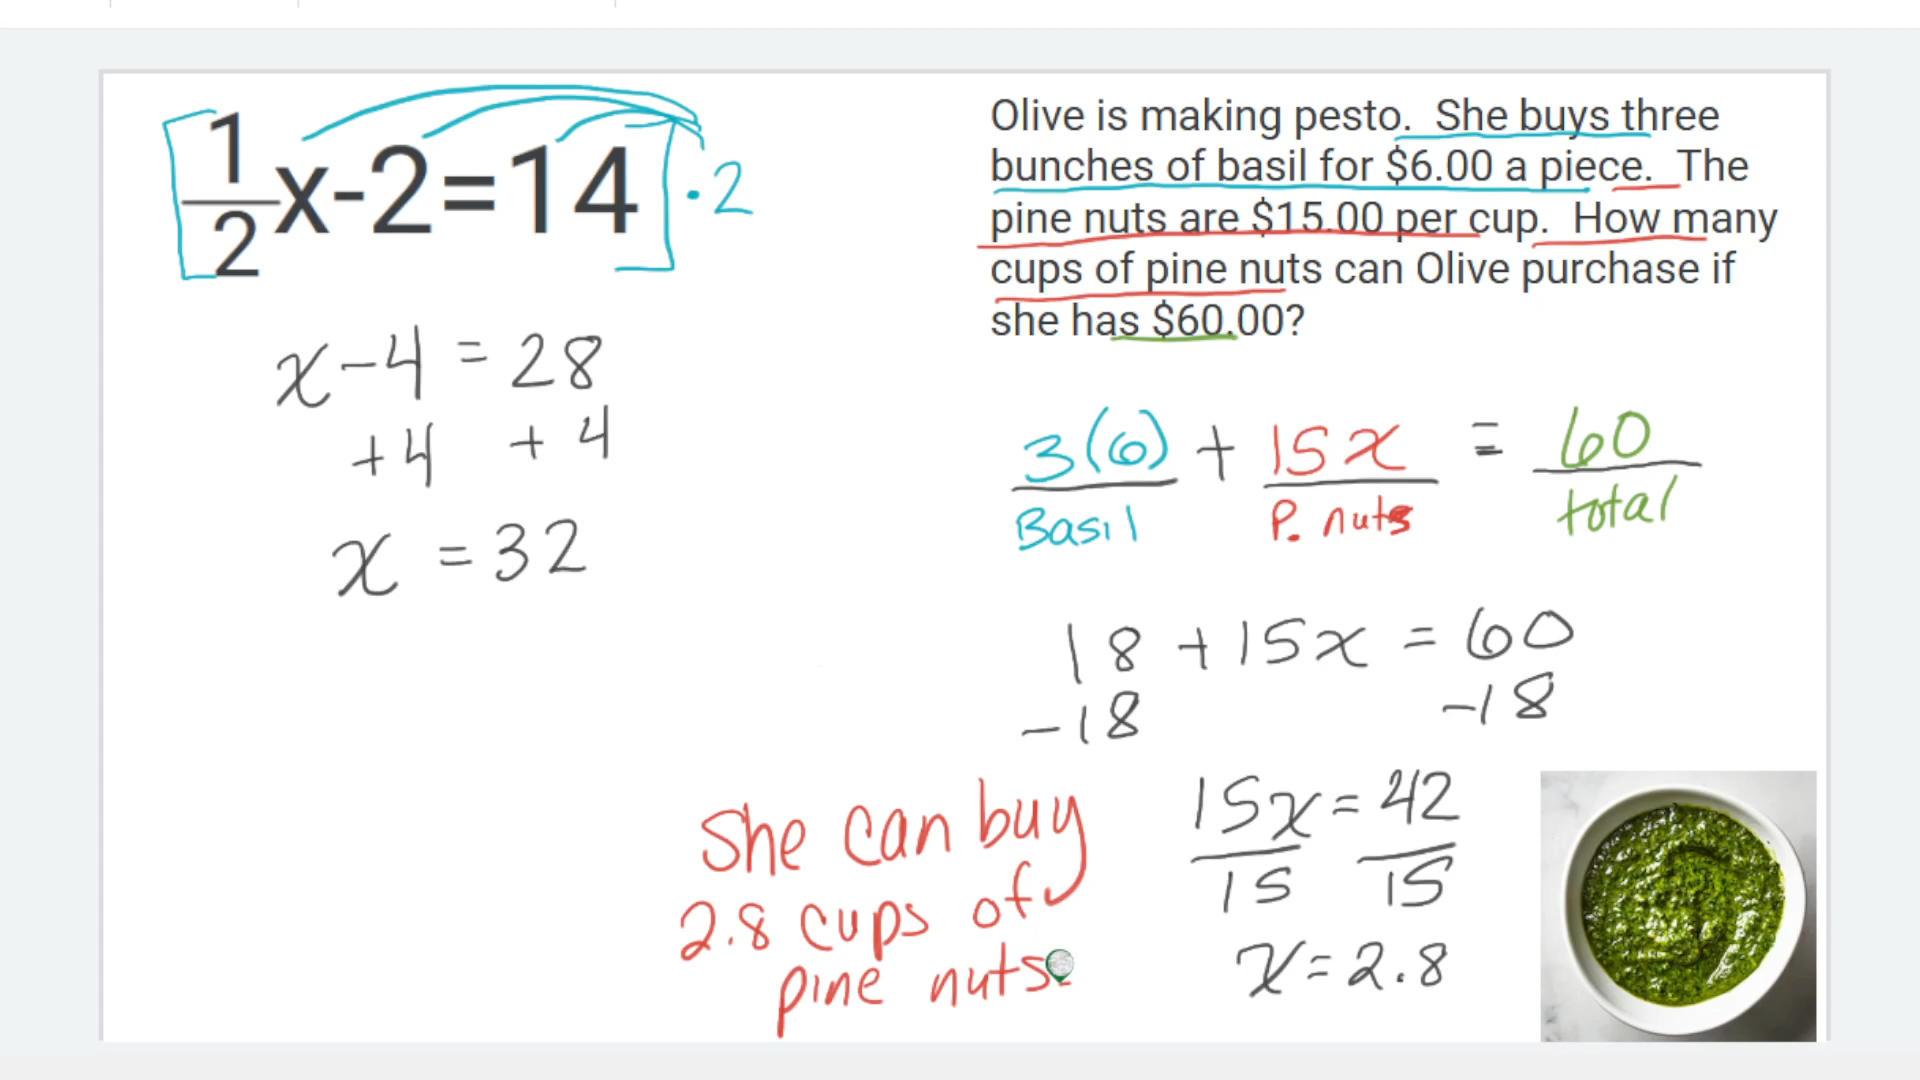 1/2 x-2=14 · 2
x - 4 = 28
+4 + 4
x = 32
Olive is making pesto. She buys three
bunches of basil for $6.00 a piece. The
pine nuts are $15.00 per cup. How many
cups of pine nuts can Olive purchase if
she has $60.00?
3(6) + 15x = 60
Basil P. nuts total
18 + 15x = 60
-18 -18
15x = 42
15 15
x = 2.8
She can buy
2.8 cups of
pine nuts.